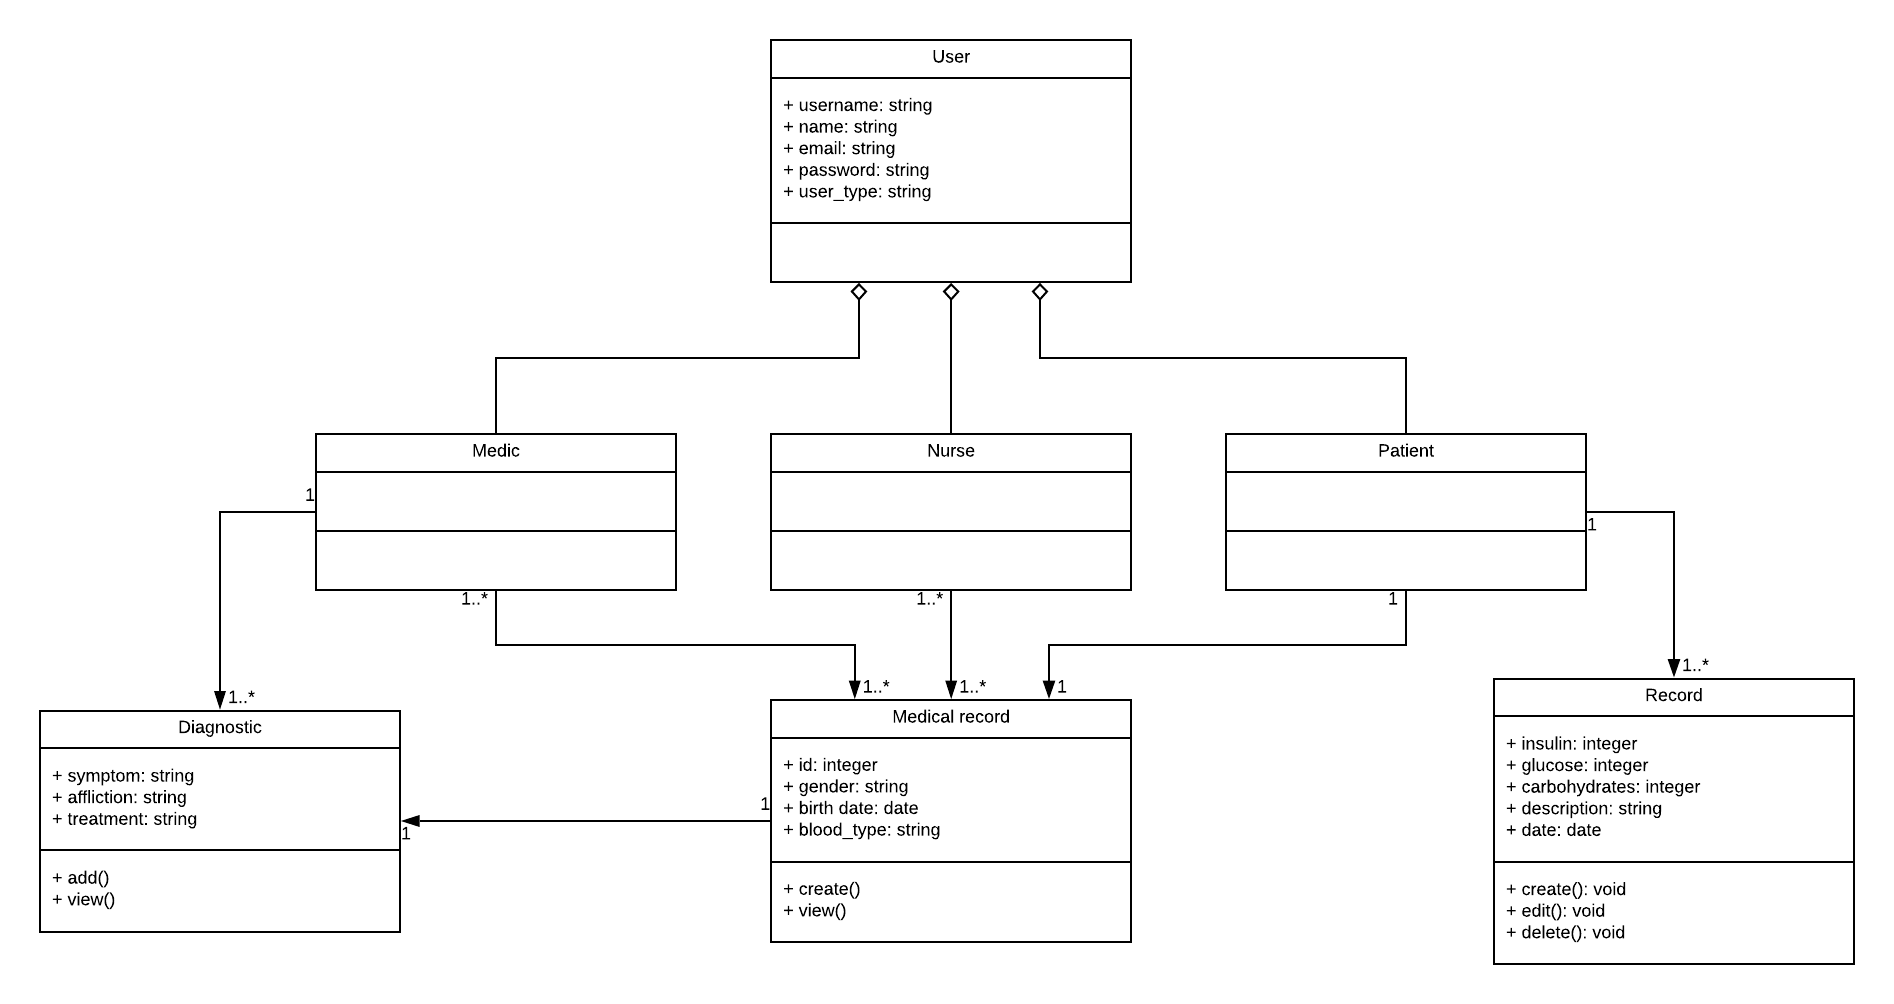 User
+ username: string
+ name: string
+ email: string
+ password: string
+ user_type: string
Medic
Nurse
Patient
1
1
1..*
1..*
1
1..*
1..*
1..*
1..*
1
Diagnostic
+ symptom: string
+ affliction: string
+ treatment: string
+ add()
+ view()
1
1
Medical record
+ id: integer
+ gender: string
+ birth date: date
+ blood_type: string
+ create()
+ view()
Record
+ insulin: integer
+ glucose: integer
+ carbohydrates: integer
+ description: string
+ date: date
+ create(): void
+ edit(): void
+ delete(): void